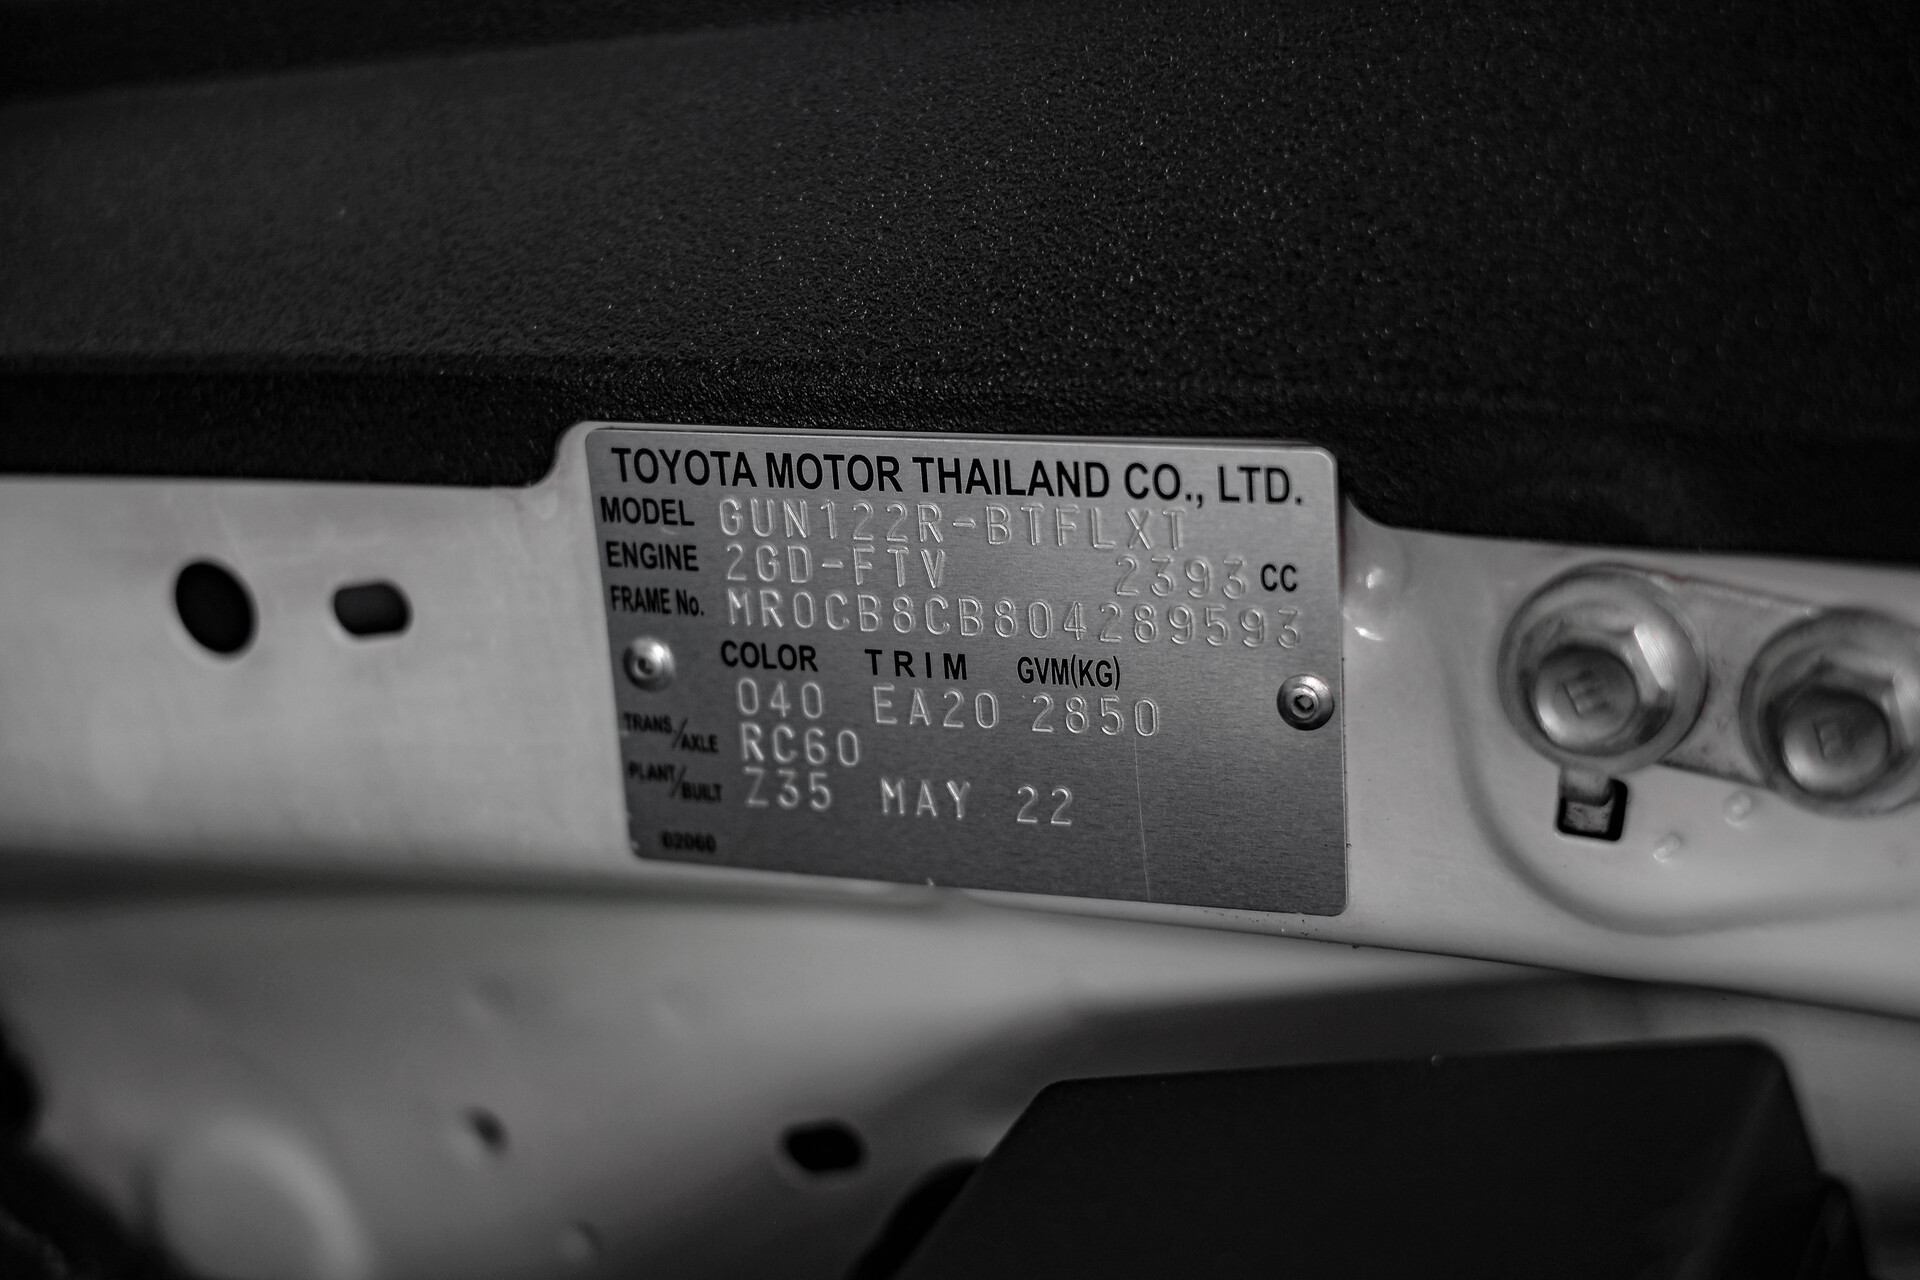 TOYOTA MOTOR THAILAND CO., LTD.
MODEL GUN122R-BTFLXT
ENGINE 2GD-FTV 2393 CC
FRAME No. MR0CB8CB804289593
COLOR TRIM GVM(KG)
040 EA20 2850
TRANS/AXLE RC60
PLANT/BUILT Z35 MAY 22
02060